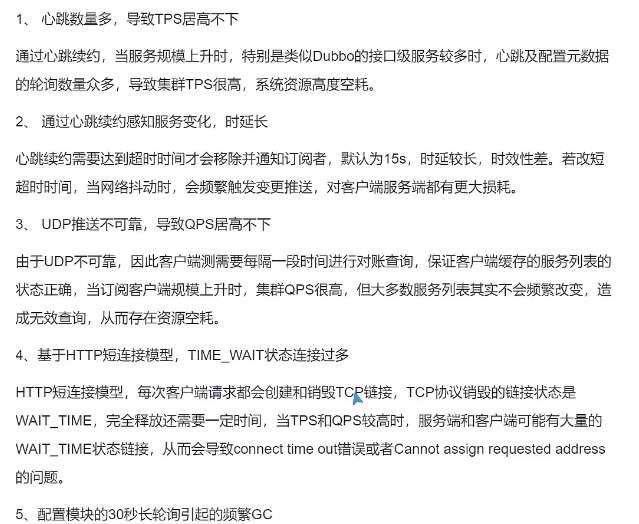 1、 心跳数量多，导致TPS居高不下
通过心跳续约，当服务规模上升时，特别是类似Dubbo的接口级服务较多时，心跳及配置元数据
的轮询数量众多，导致集群TPS很高，系统资源高度空耗。
2、 通过心跳续约感知服务变化，时延长
心跳续约需要达到超时时间才会移除并通知订阅者，默认为15s，时延较长，时效性差。若改短
超时时间，当网络抖动时，会频繁触发变更推送，对客户端服务端都有更大损耗。
3、 UDP推送不可靠，导致QPS居高不下
由于UDP不可靠，因此客户端测需要每隔一段时间进行对账查询，保证客户端缓存的服务列表的
状态正确，当订阅客户端规模上升时，集群QPS很高，但大多数服务列表其实不会频繁改变，造
成无效查询，从而存在资源空耗。
4、基于HTTP短连接模型，TIME_WAIT状态连接过多
HTTP短连接模型，每次客户端请求都会创建和销毁TCP链接，TCP协议销毁的链接状态是
WAIT_TIME，完全释放还需要一定时间，当TPS和QPS较高时，服务端和客户端可能有大量的
WAIT_TIME状态链接，从而会导致connect time out错误或者Cannot assign requested address
的问题。
5、配置模块的30秒长轮询引起的频繁GC